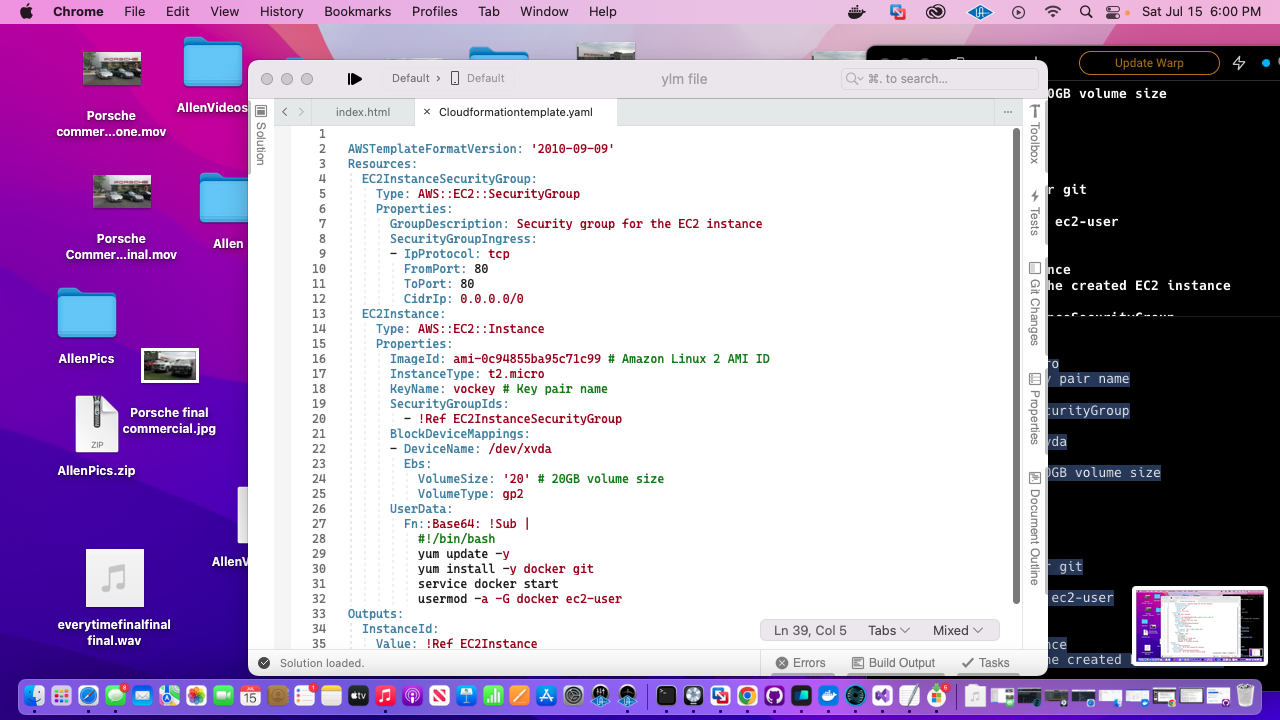 Chrome File Edit View History Bookmarks Profiles Tab Window Help
Sat Jul 15 6:00 PM
Porsche
commer...one.mov
AllenVideos
Porsche
Commer...inal.mov
Allen
AllenPics
Porsche final
commercial.jpg
ZIP
AllenPics.zip
AllenV
everytimefinalfinal
final.wav
Default › Default
ylm file
⌘. to search...
Solution
index.html
× Cloudformationtemplate.yaml
1
2 AWSTemplateFormatVersion: '2010-09-09'
3 Resources:
4 EC2InstanceSecurityGroup:
5 Type: AWS::EC2::SecurityGroup
6 Properties:
7 GroupDescription: Security group for the EC2 instance
8 SecurityGroupIngress:
9 - IpProtocol: tcp
10 FromPort: 80
11 ToPort: 80
12 CidrIp: 0.0.0.0/0
13 EC2Instance:
14 Type: AWS::EC2::Instance
15 Properties:
16 ImageId: ami-0c94855ba95c71c99 # Amazon Linux 2 AMI ID
17 InstanceType: t2.micro
18 KeyName: vockey # Key pair name
19 SecurityGroupIds:
20 - !Ref EC2InstanceSecurityGroup
21 BlockDeviceMappings:
22 - DeviceName: /dev/xvda
23 Ebs:
24 VolumeSize: '20' # 20GB volume size
25 VolumeType: gp2
26 UserData:
27 Fn::Base64: !Sub |
28 #!/bin/bash
29 yum update -y
30 yum install -y docker git
31 service docker start
32 usermod -a -G docker ec2-user
33 Outputs:
34 InstanceId:
35 Value: !Ref EC2Instance
Ln 39, Col 5 Tabs Mixed
Solution loaded.
Errors Build Output Tasks
Toolbox
Tests
Git Changes
Properties
Document Outline
Update Warp
0GB volume size
r git
ec2-user
nce
he created EC2 instance
nceSecurityGroup
ro
y pair name
curityGroup
vda
0GB volume size
r git
ec2-user
nce
he created
JUL
15